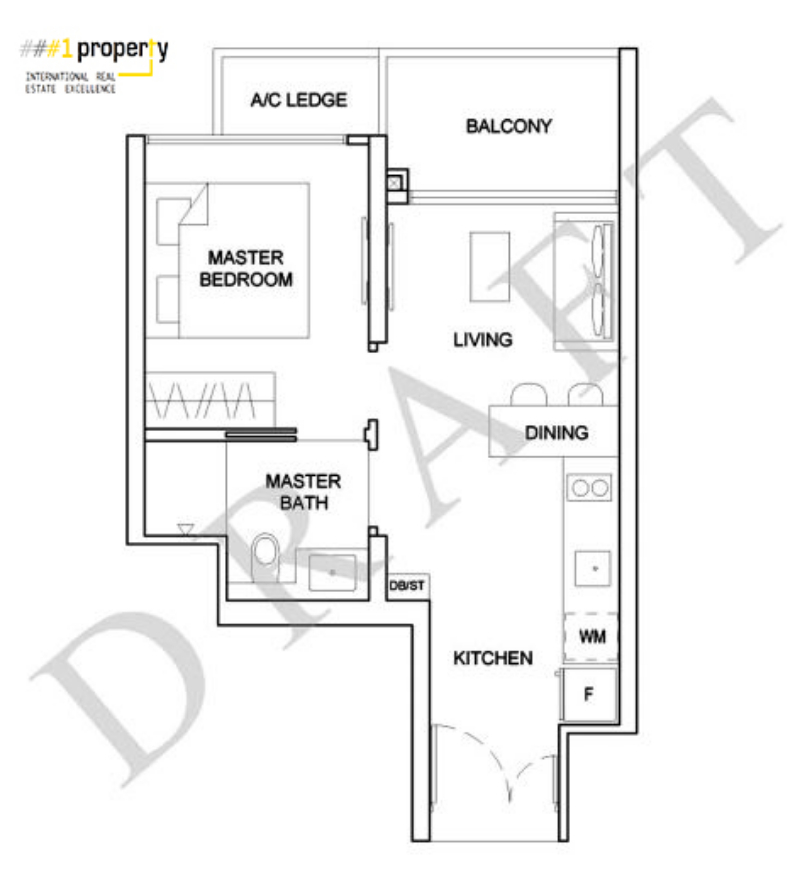 ###1 property
INTERNATIONAL REAL
ESTATE EXCELLENCE
A/C LEDGE
BALCONY
MASTER
BEDROOM
LIVING
DINING
MASTER
BATH
DB/ST
WM
KITCHEN
F
DRAFT